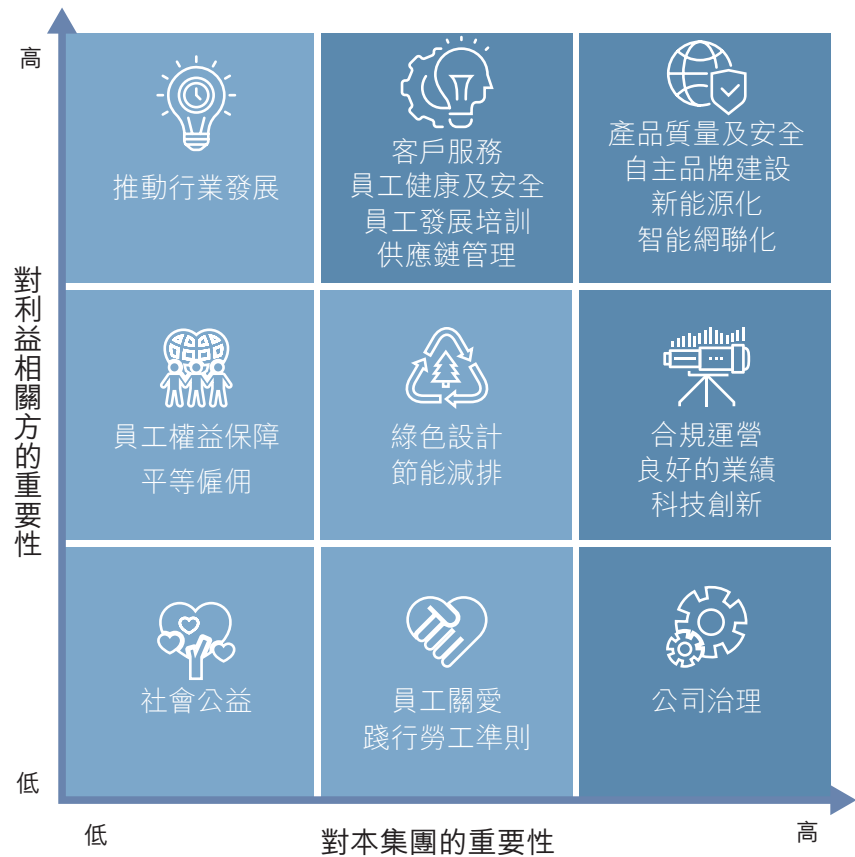 高
推動行業發展
客戶服務
員工健康及安全
員工發展培訓
供應鏈管理
產品質量及安全
自主品牌建設
新能源化
智能網聯化
對利益相關方的重要性
員工權益保障
平等僱佣
綠色設計
節能減排
合規運營
良好的業績
科技創新
社會公益
員工關愛
踐行勞工準則
公司治理
低
低
對本集團的重要性
高